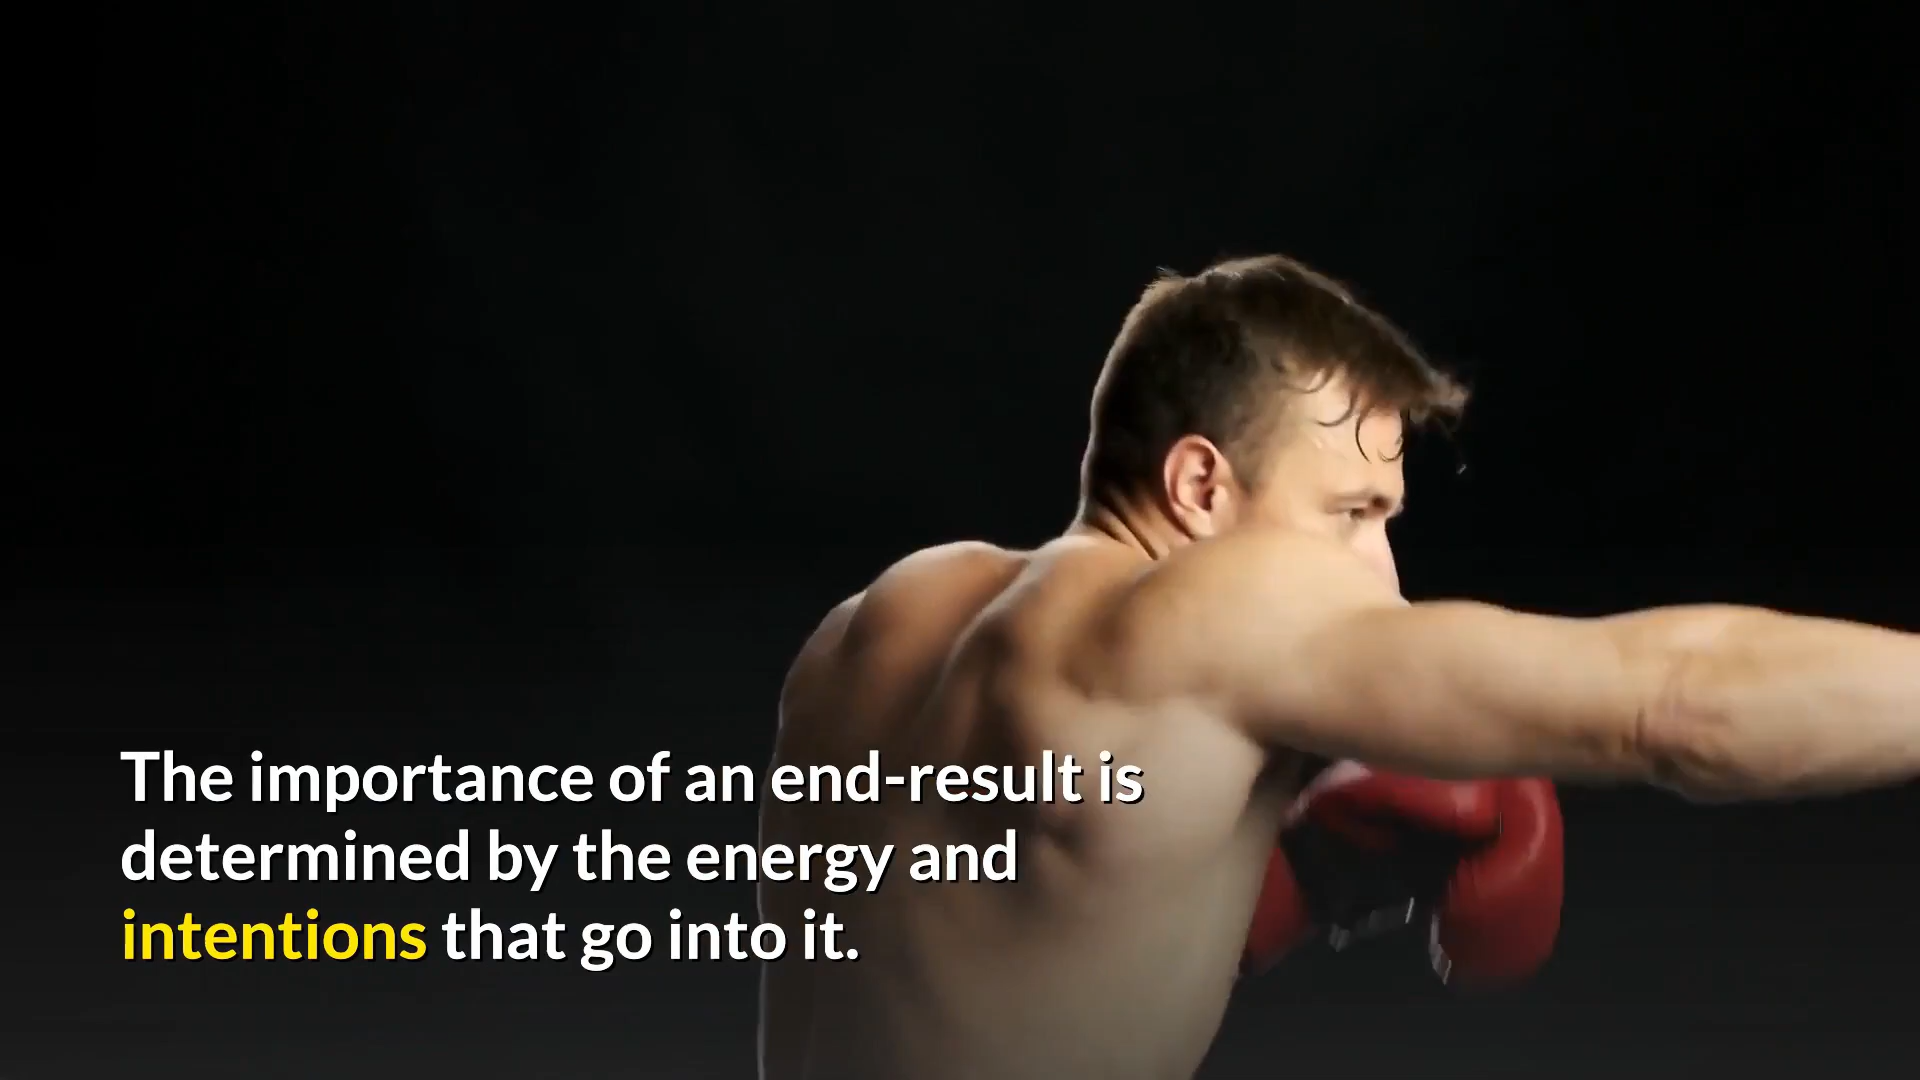 The importance of an end-result is
determined by the energy and
intentions that go into it.